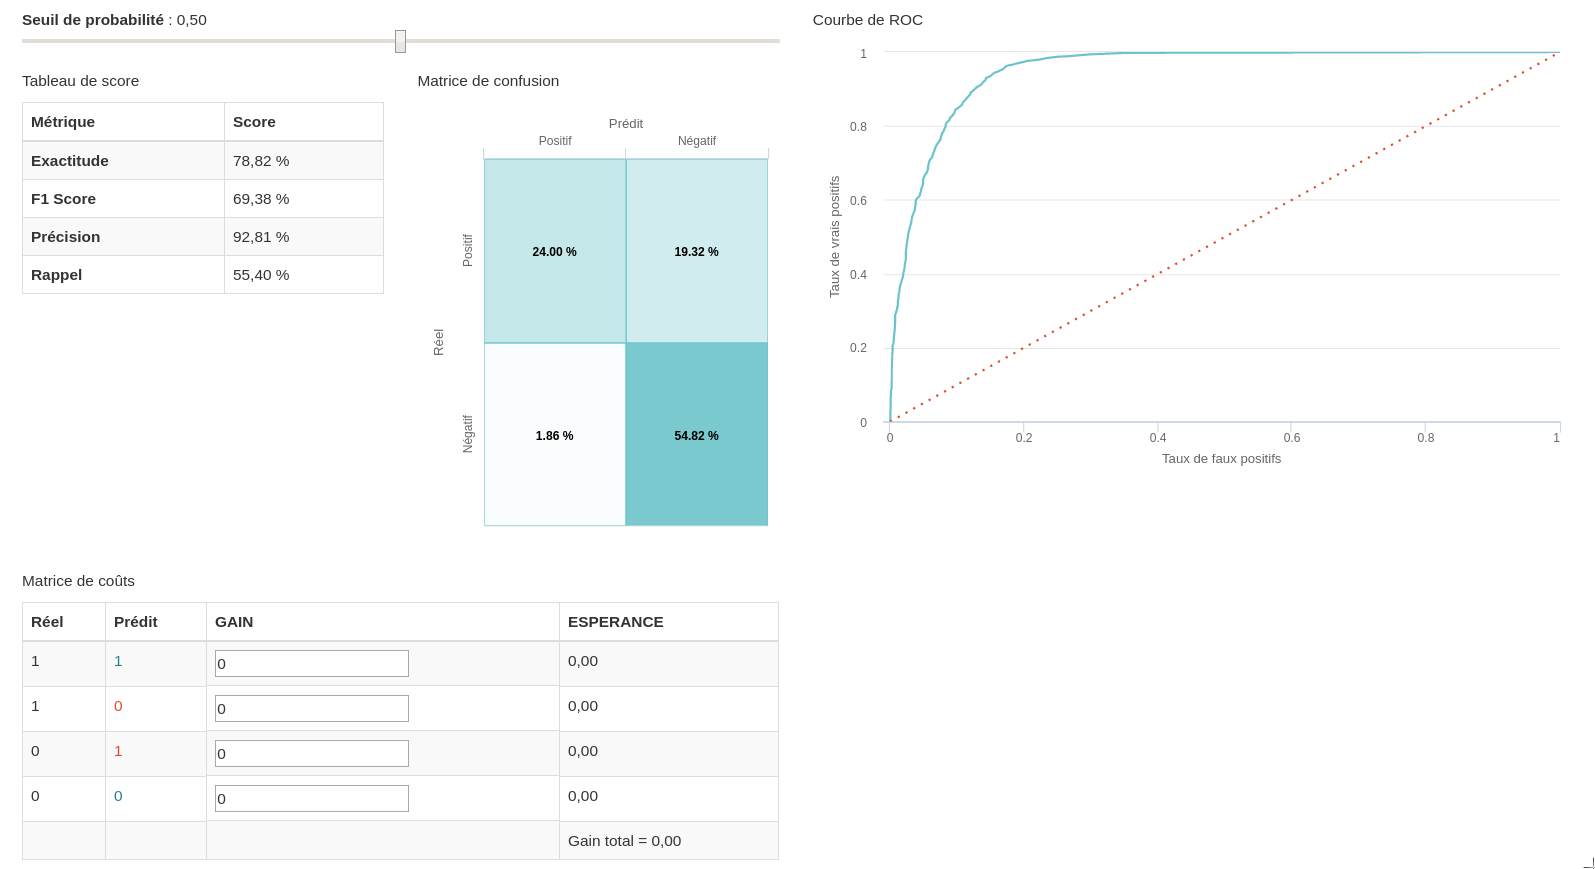 Seuil de probabilité : 0,50
Tableau de score
Métrique Score
Exactitude 78,82 %
F1 Score 69,38 %
Précision 92,81 %
Rappel 55,40 %
Matrice de confusion
Prédit
Positif Négatif
Réel
Positif
24.00 % 19.32 %
Négatif
1.86 % 54.82 %
Courbe de ROC
Taux de vrais positifs
1
0.8
0.6
0.4
0.2
0
0 0.2 0.4 0.6 0.8 1
Taux de faux positifs
Matrice de coûts
Réel Prédit GAIN ESPERANCE
1 1 0 0,00
1 0 0 0,00
0 1 0 0,00
0 0 0 0,00
Gain total = 0,00